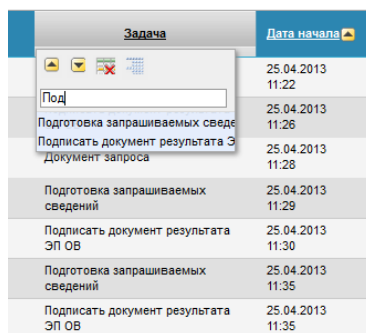 Задача
Дата начала
Под
Подготовка запрашиваемых сведе
Подписать документ результата Э
Документ запроса
25.04.2013
11:22
25.04.2013
11:26
25.04.2013
11:28
Подготовка запрашиваемых
сведений
25.04.2013
11:29
Подписать документ результата
ЭП ОВ
25.04.2013
11:30
Подготовка запрашиваемых
сведений
25.04.2013
11:35
Подписать документ результата
ЭП ОВ
25.04.2013
11:35